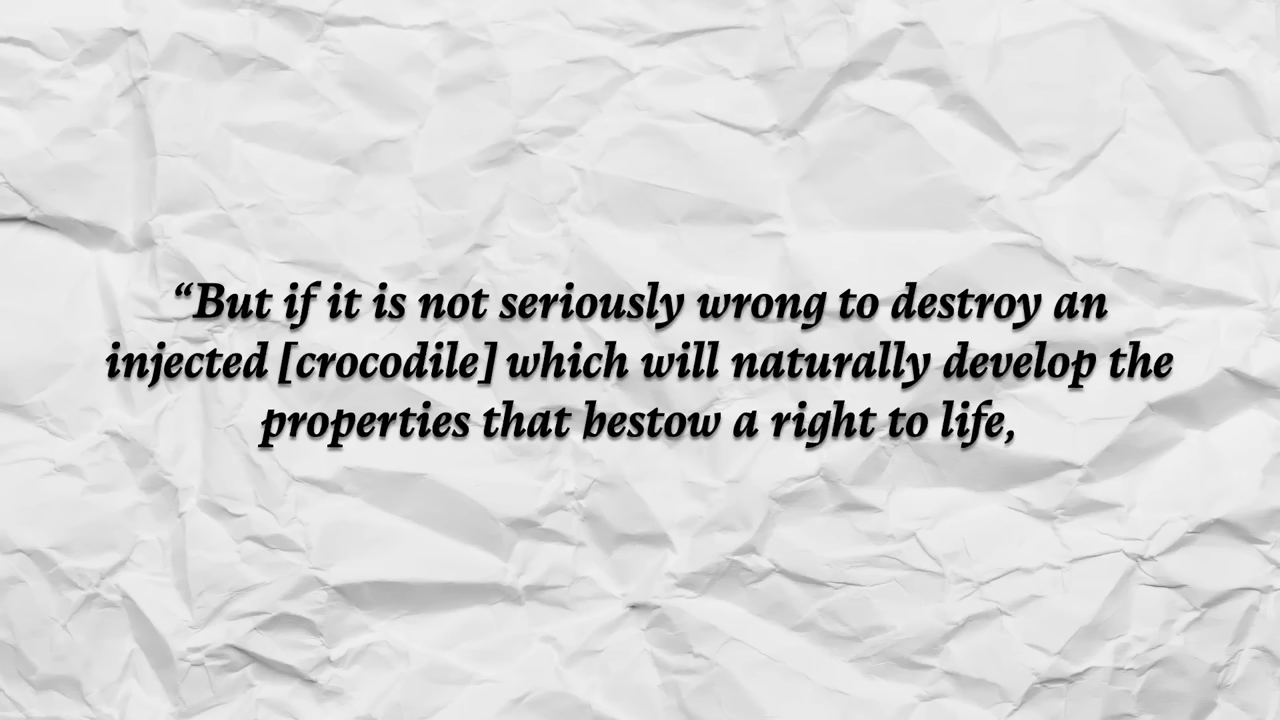 “But if it is not seriously wrong to destroy an
injected [crocodile] which will naturally develop the
properties that bestow a right to life,